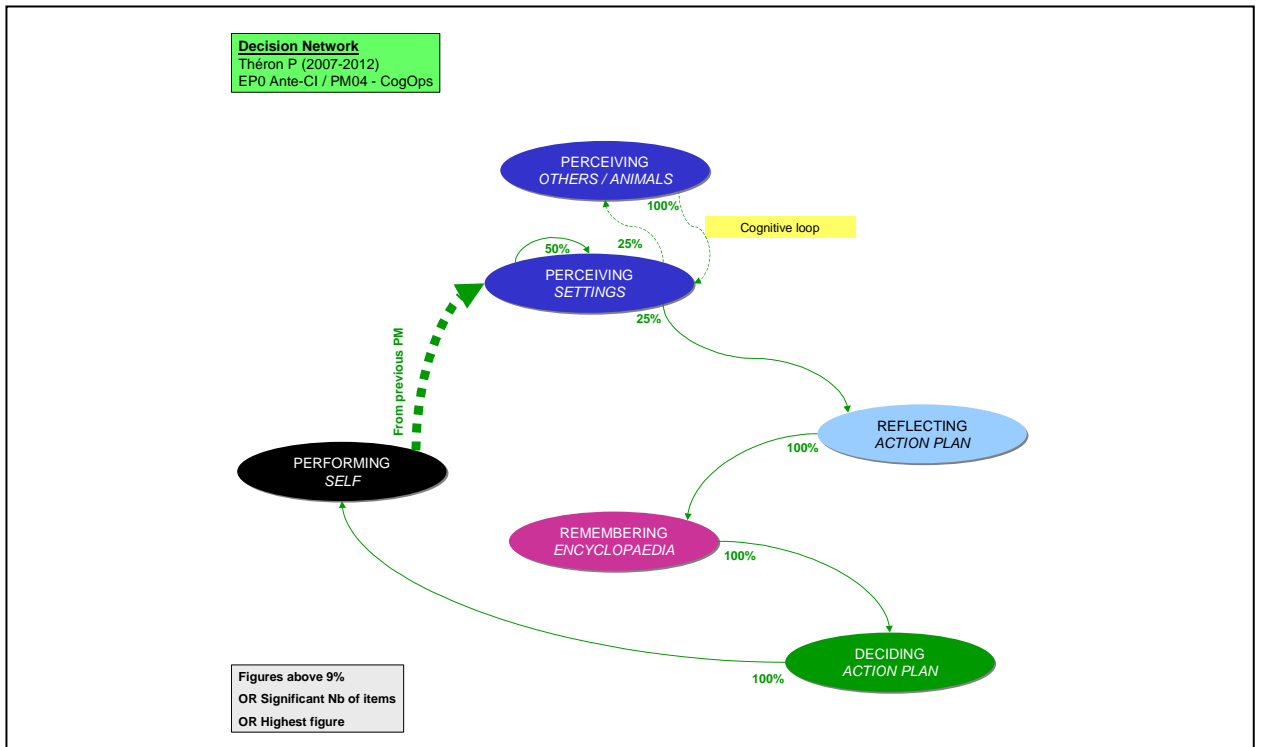 Decision Network
Théron P (2007-2012)
EP0 Ante-CI / PM04 - CogOps
PERCEIVING
OTHERS / ANIMALS
100%
Cognitive loop
25%
50%
PERCEIVING
SETTINGS
25%
From previous PM
REFLECTING
ACTION PLAN
100%
PERFORMING
SELF
REMEMBERING
ENCYCLOPAEDIA
100%
DECIDING
ACTION PLAN
100%
Figures above 9%
OR Significant Nb of items
OR Highest figure